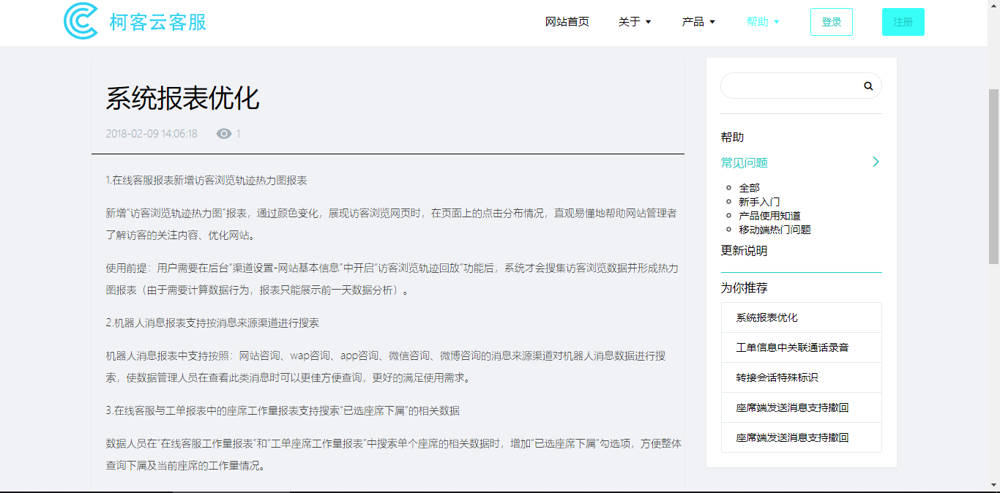 柯客云客服
网站首页
关于
产品
帮助
登录
注册
系统报表优化
2018-02-09 14:06:18
1
1.在线客服报表新增访客浏览轨迹热力图报表
新增“访客浏览轨迹热力图”报表，通过颜色变化，展现访客浏览网页时，在页面上的点击分布情况，直观易懂地帮助网站管理者
了解访客的关注内容、优化网站。
使用前提：用户需要在后台“渠道设置-网站基本信息”中开启“访客浏览轨迹回放”功能后，系统才会搜集访客浏览数据并形成热力
图报表（由于需要计算数据行为，报表只能展示前一天数据分析）。
2.机器人消息报表支持按消息来源渠道进行搜索
机器人消息报表中支持按照：网站咨询、wap咨询、app咨询、微信咨询、微博咨询的消息来源渠道对机器人消息数据进行搜
索，使数据管理人员在查看此类消息时可以更佳方便查询，更好的满足使用需求。
3.在线客服与工单报表中的座席工作量报表支持搜索“已选座席下属”的相关数据
数据人员在“在线客服工作量报表”和“工单座席工作量报表”中搜索单个座席的相关数据时，增加“已选座席下属”勾选项，方便整体
查询下属及当前座席的工作量情况。
帮助
常见问题
全部
新手入门
产品使用知道
移动端热门问题
更新说明
为你推荐
系统报表优化
工单信息中关联通话录音
转接会话特殊标识
座席端发送消息支持撤回
座席端发送消息支持撤回